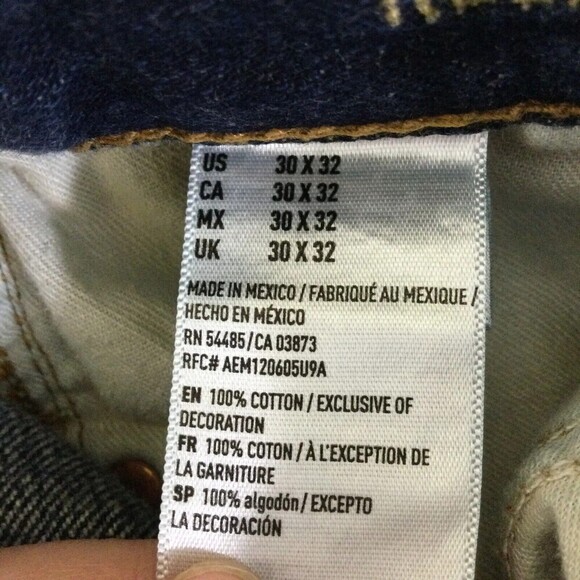 US 30 X 32
CA 30 X 32
MX 30 X 32
UK 30 X 32
MADE IN MEXICO / FABRIQUÉ AU MEXIQUE /
HECHO EN MÉXICO
RN 54485/CA 03873
RFC# AEM120605U9A
EN 100% COTTON / EXCLUSIVE OF
DECORATION
FR 100% COTON / À L'EXCEPTION DE
LA GARNITURE
SP 100% algodón / EXCEPTO
LA DECORACIÓN